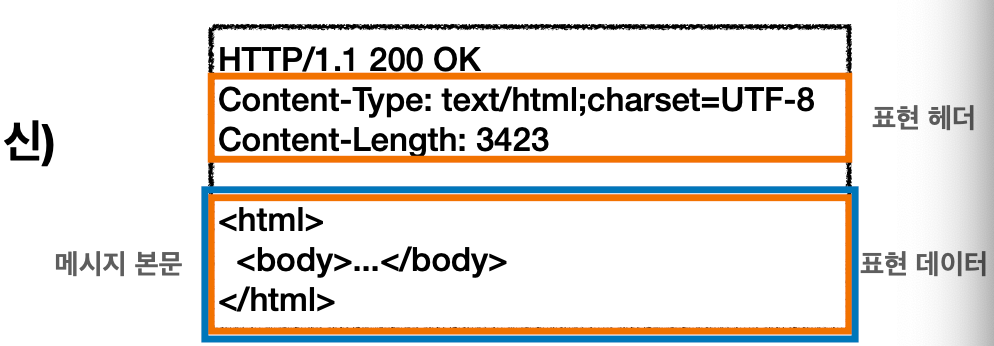 HTTP/1.1 200 OK
Content-Type: text/html;charset=UTF-8
Content-Length: 3423
표현 헤더
신)
<html>
<body>...</body>
</html>
메시지 본문
표현 데이터